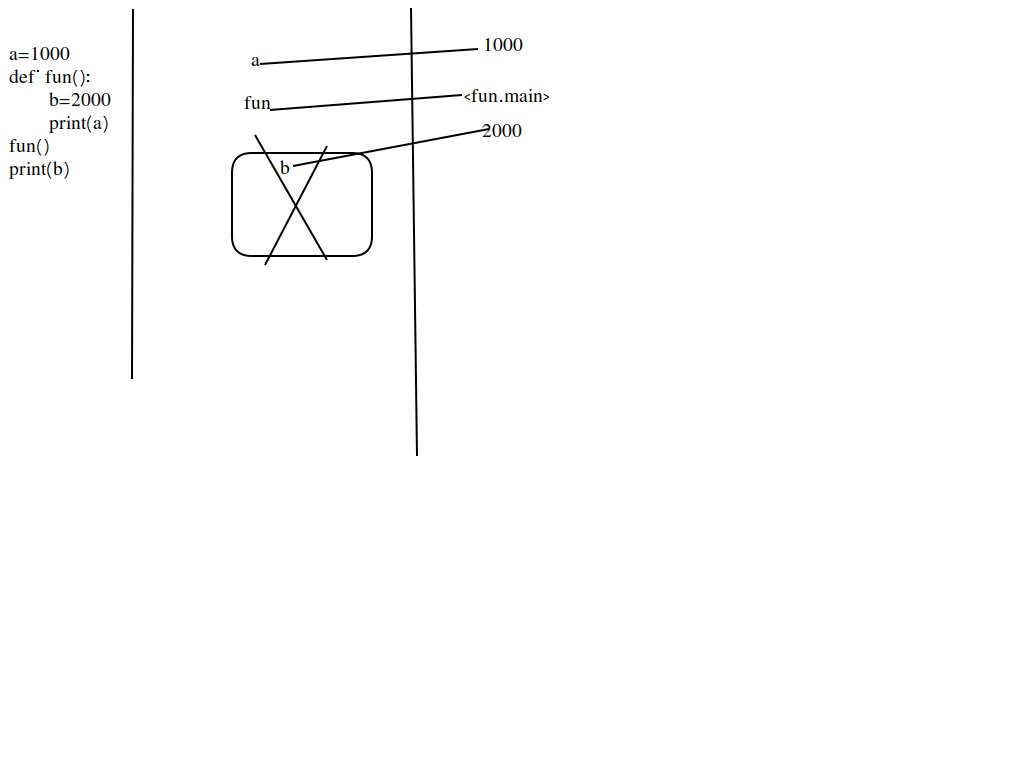 a=1000
def fun():
b=2000
print(a)
fun()
print(b)
a
1000
fun
<fun.main>
2000
b